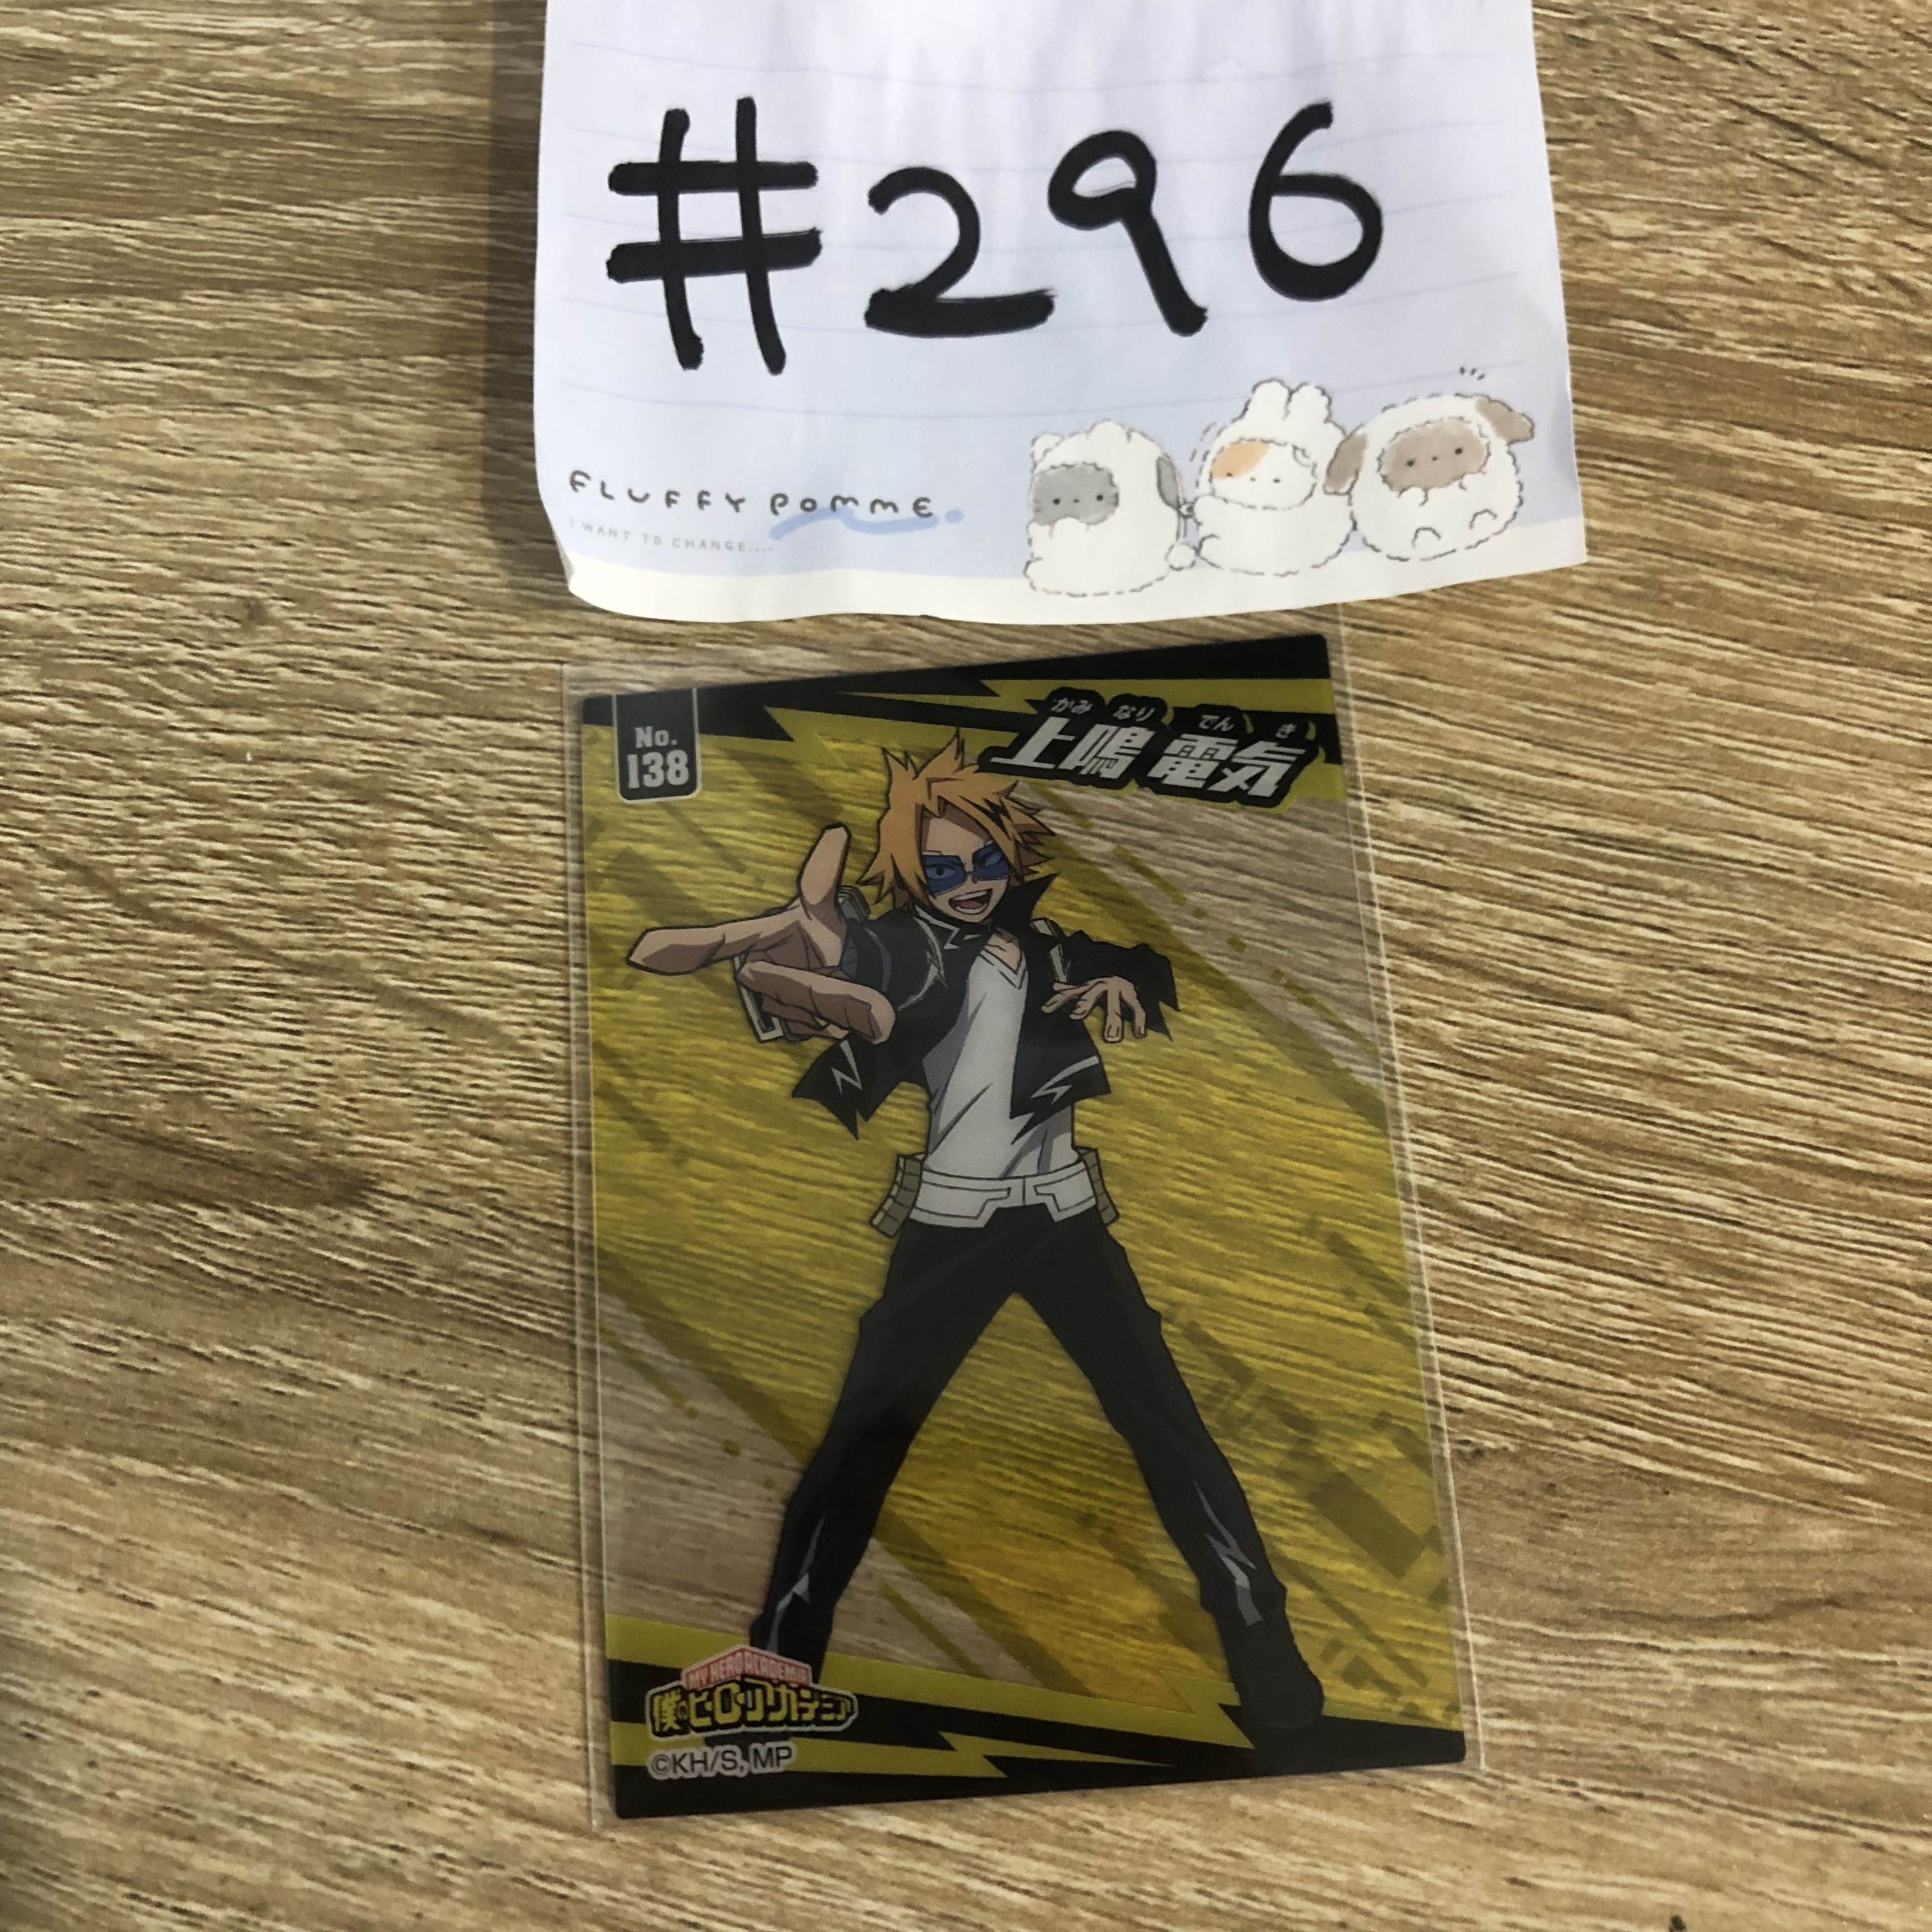 #296
FLUFFY POMME.
I WANT TO CHANGE....
No.
138
かみ なり でん き
上鳴 電気
MY HERO ACADEMIA
僕のヒーローアカデミア
©KH/S, MP